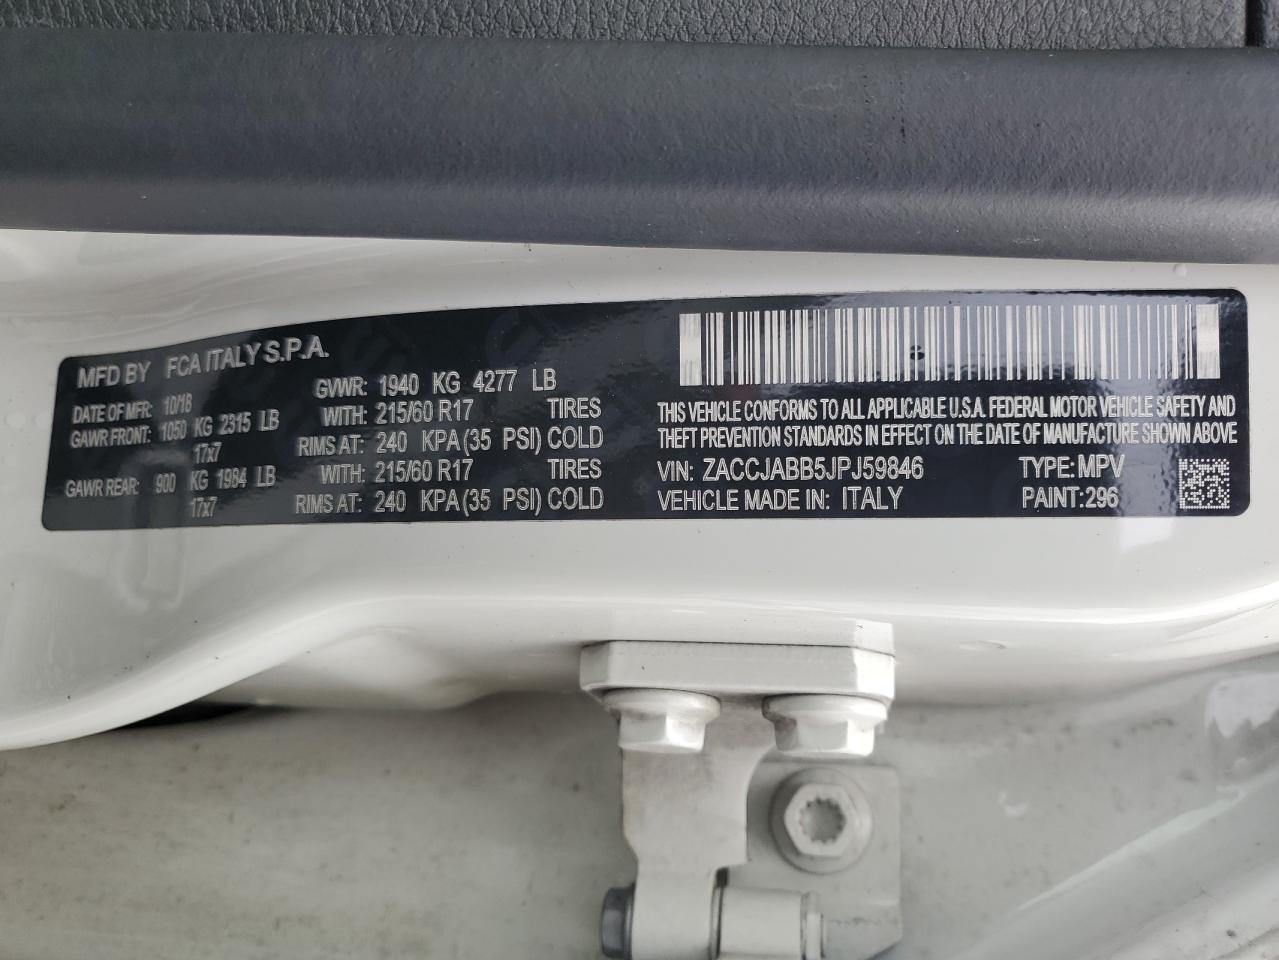 MFD BY FCA ITALY S.P.A.
DATE OF MFR: 10/18 GVWR: 1940 KG 4277 LB
GAWR FRONT: 1050 KG 2315 LB WITH: 215/60 R17 TIRES
17x7 RIMS AT: 240 KPA (35 PSI) COLD
GAWR REAR: 900 KG 1984 LB WITH: 215/60 R17 TIRES
17x7 RIMS AT: 240 KPA (35 PSI) COLD
THIS VEHICLE CONFORMS TO ALL APPLICABLE U.S.A. FEDERAL MOTOR VEHICLE SAFETY AND
THEFT PREVENTION STANDARDS IN EFFECT ON THE DATE OF MANUFACTURE SHOWN ABOVE
VIN: ZACCJABB5JPJ59846 TYPE: MPV
VEHICLE MADE IN: ITALY PAINT: 296